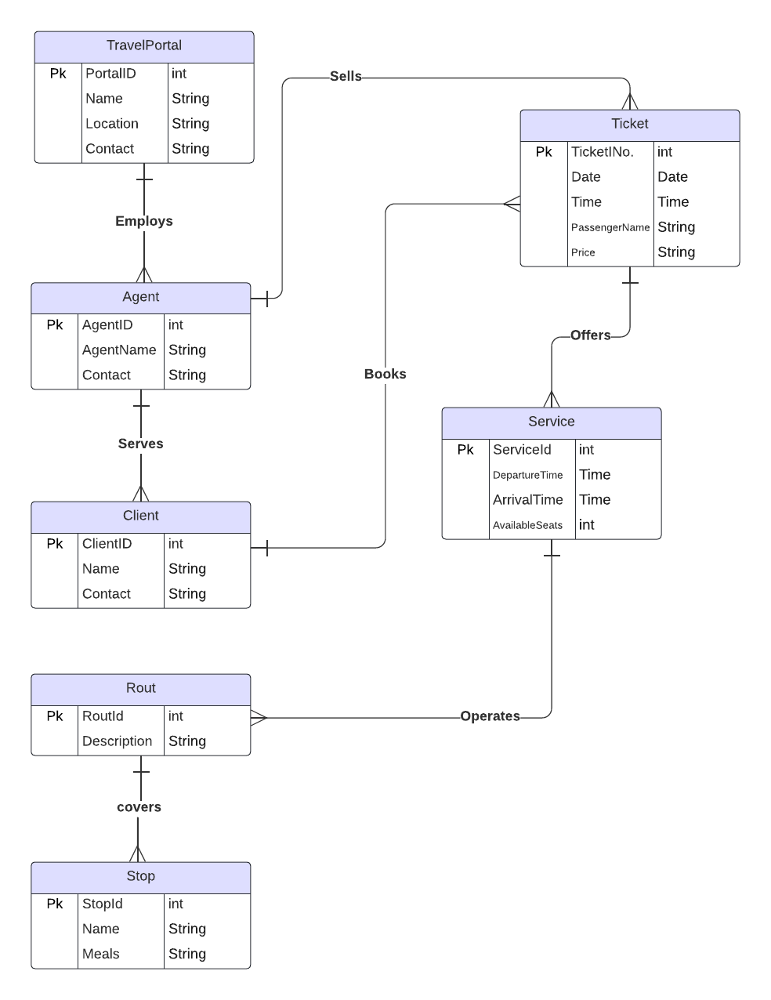 TravelPortal
Pk PortalID int
Name String
Location String
Contact String
Sells
Ticket
Pk TicketINo. int
Date Date
Time Time
PassengerName String
Price String
Employs
Agent
Pk AgentID int
AgentName String
Contact String
Offers
Books
Service
Pk ServiceId int
DepartureTime Time
ArrivalTime Time
AvailableSeats int
Serves
Client
Pk ClientID int
Name String
Contact String
Rout
Pk RoutId int
Description String
Operates
covers
Stop
Pk StopId int
Name String
Meals String